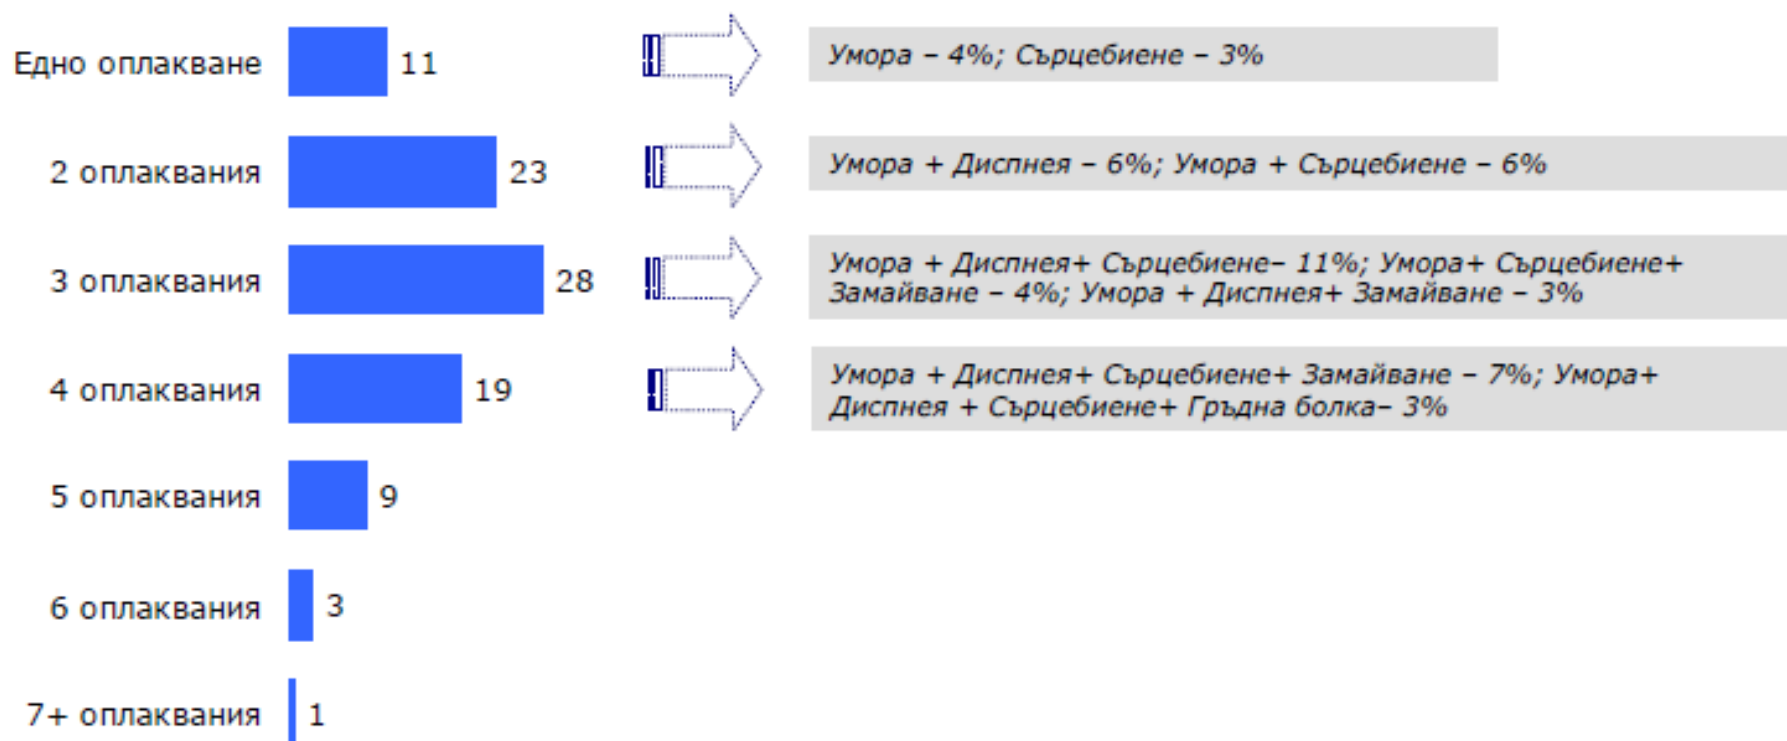 Едно оплакване 11 Умора – 4%; Сърцебиене – 3%
2 оплаквания 23 Умора + Диспнея – 6%; Умора + Сърцебиене – 6%
3 оплаквания 28 Умора + Диспнея+ Сърцебиене– 11%; Умора+ Сърцебиене+
Замайване – 4%; Умора + Диспнея+ Замайване – 3%
4 оплаквания 19 Умора + Диспнея+ Сърцебиене+ Замайване – 7%; Умора+
Диспнея + Сърцебиене+ Гръдна болка– 3%
5 оплаквания 9
6 оплаквания 3
7+ оплаквания 1